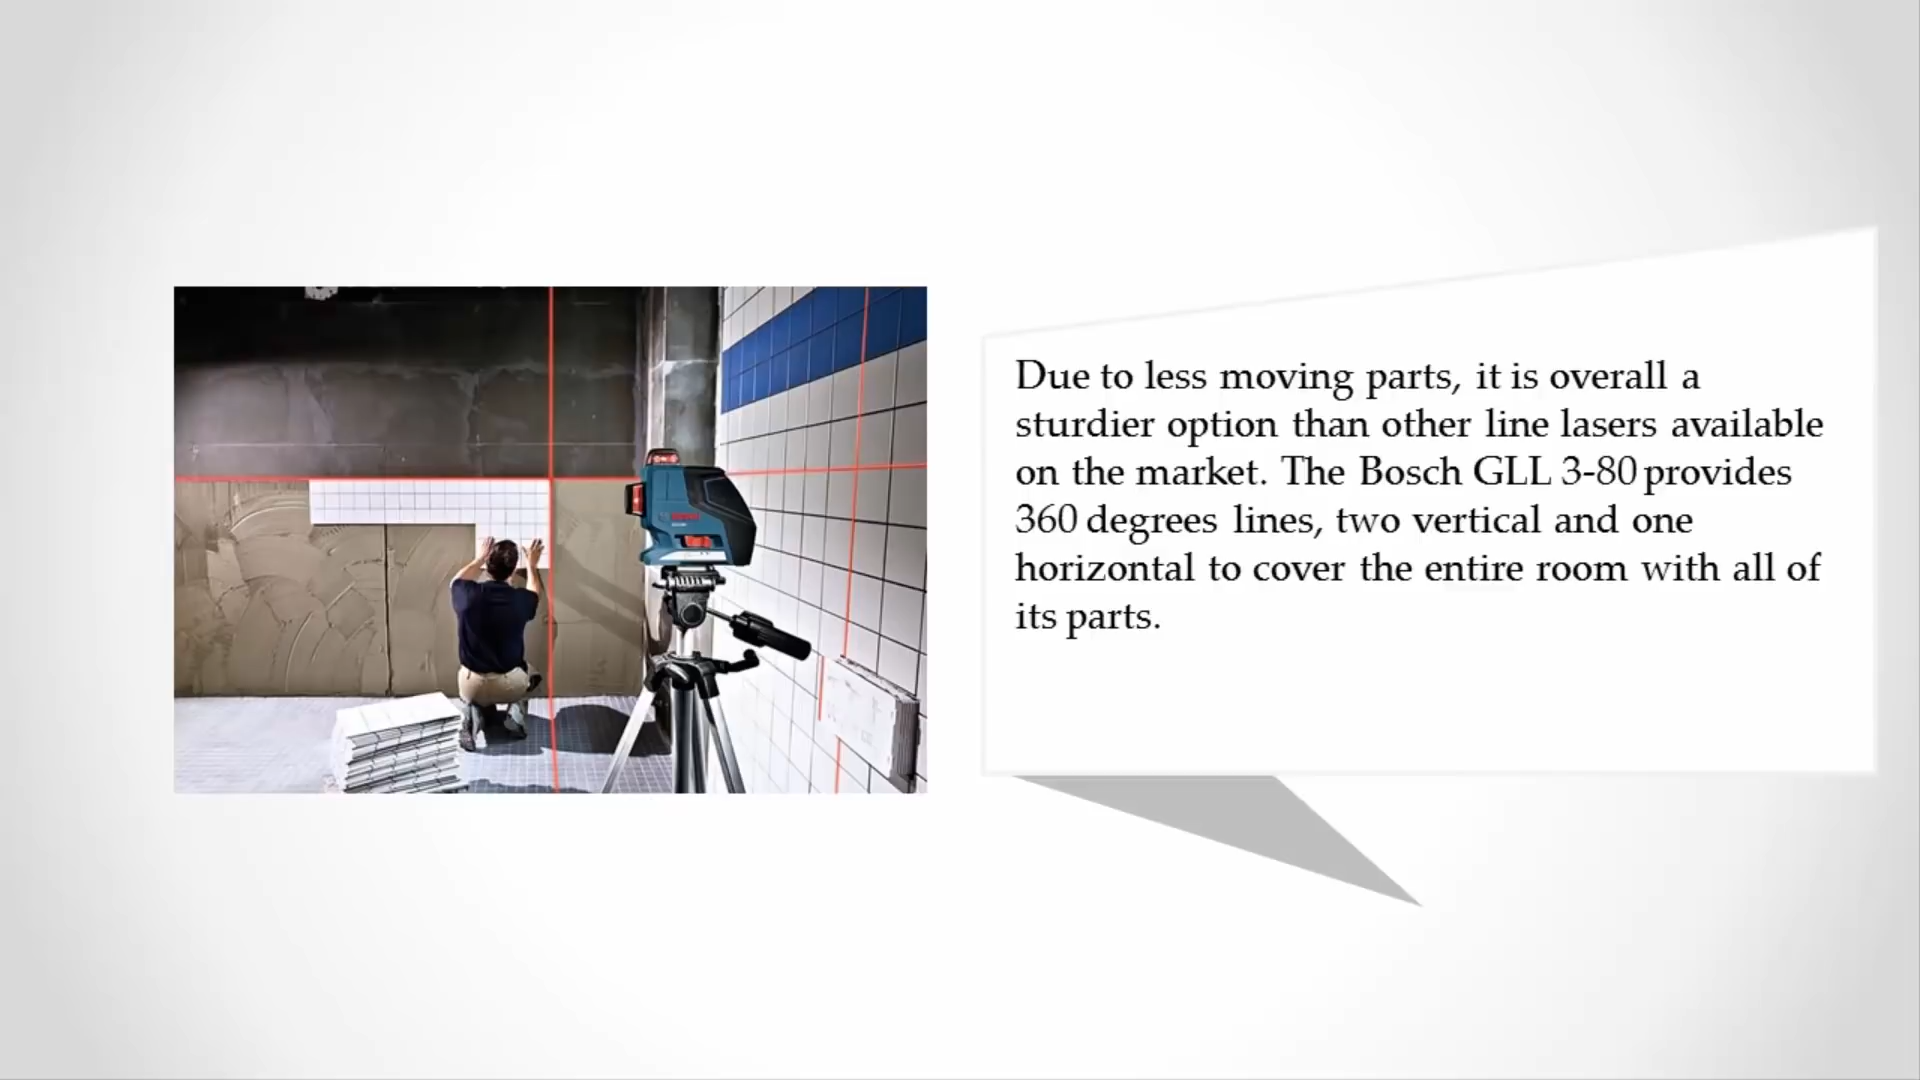 Due to less moving parts, it is overall a
sturdier option than other line lasers available
on the market. The Bosch GLL 3-80 provides
360 degrees lines, two vertical and one
horizontal to cover the entire room with all of
its parts.